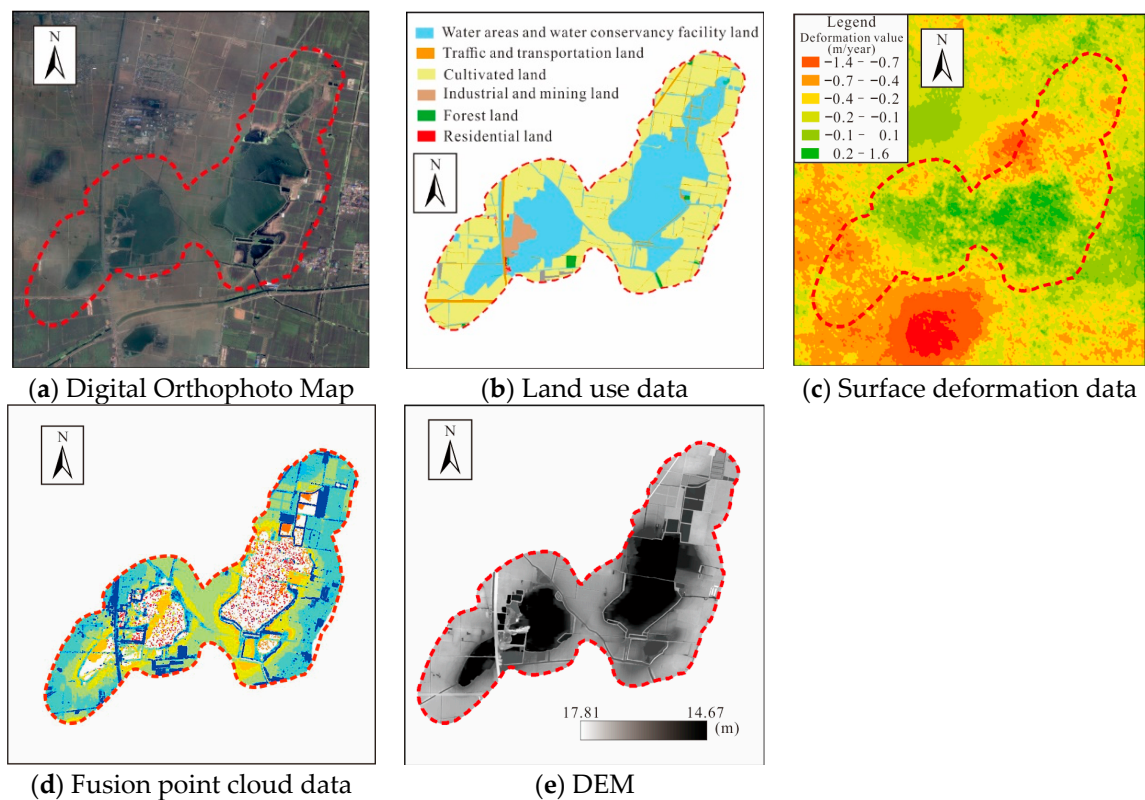 N
(a) Digital Orthophoto Map
Water areas and water conservancy facility land
Traffic and transportation land
Cultivated land
Industrial and mining land
Forest land
Residential land
N
(b) Land use data
Legend
Deformation value
(m/year)
−1.4 - −0.7
−0.7 - −0.4
−0.4 - −0.2
−0.2 - −0.1
−0.1 - 0.1
0.2 - 1.6
N
(c) Surface deformation data
N
(d) Fusion point cloud data
N
17.81 14.67
(m)
(e) DEM